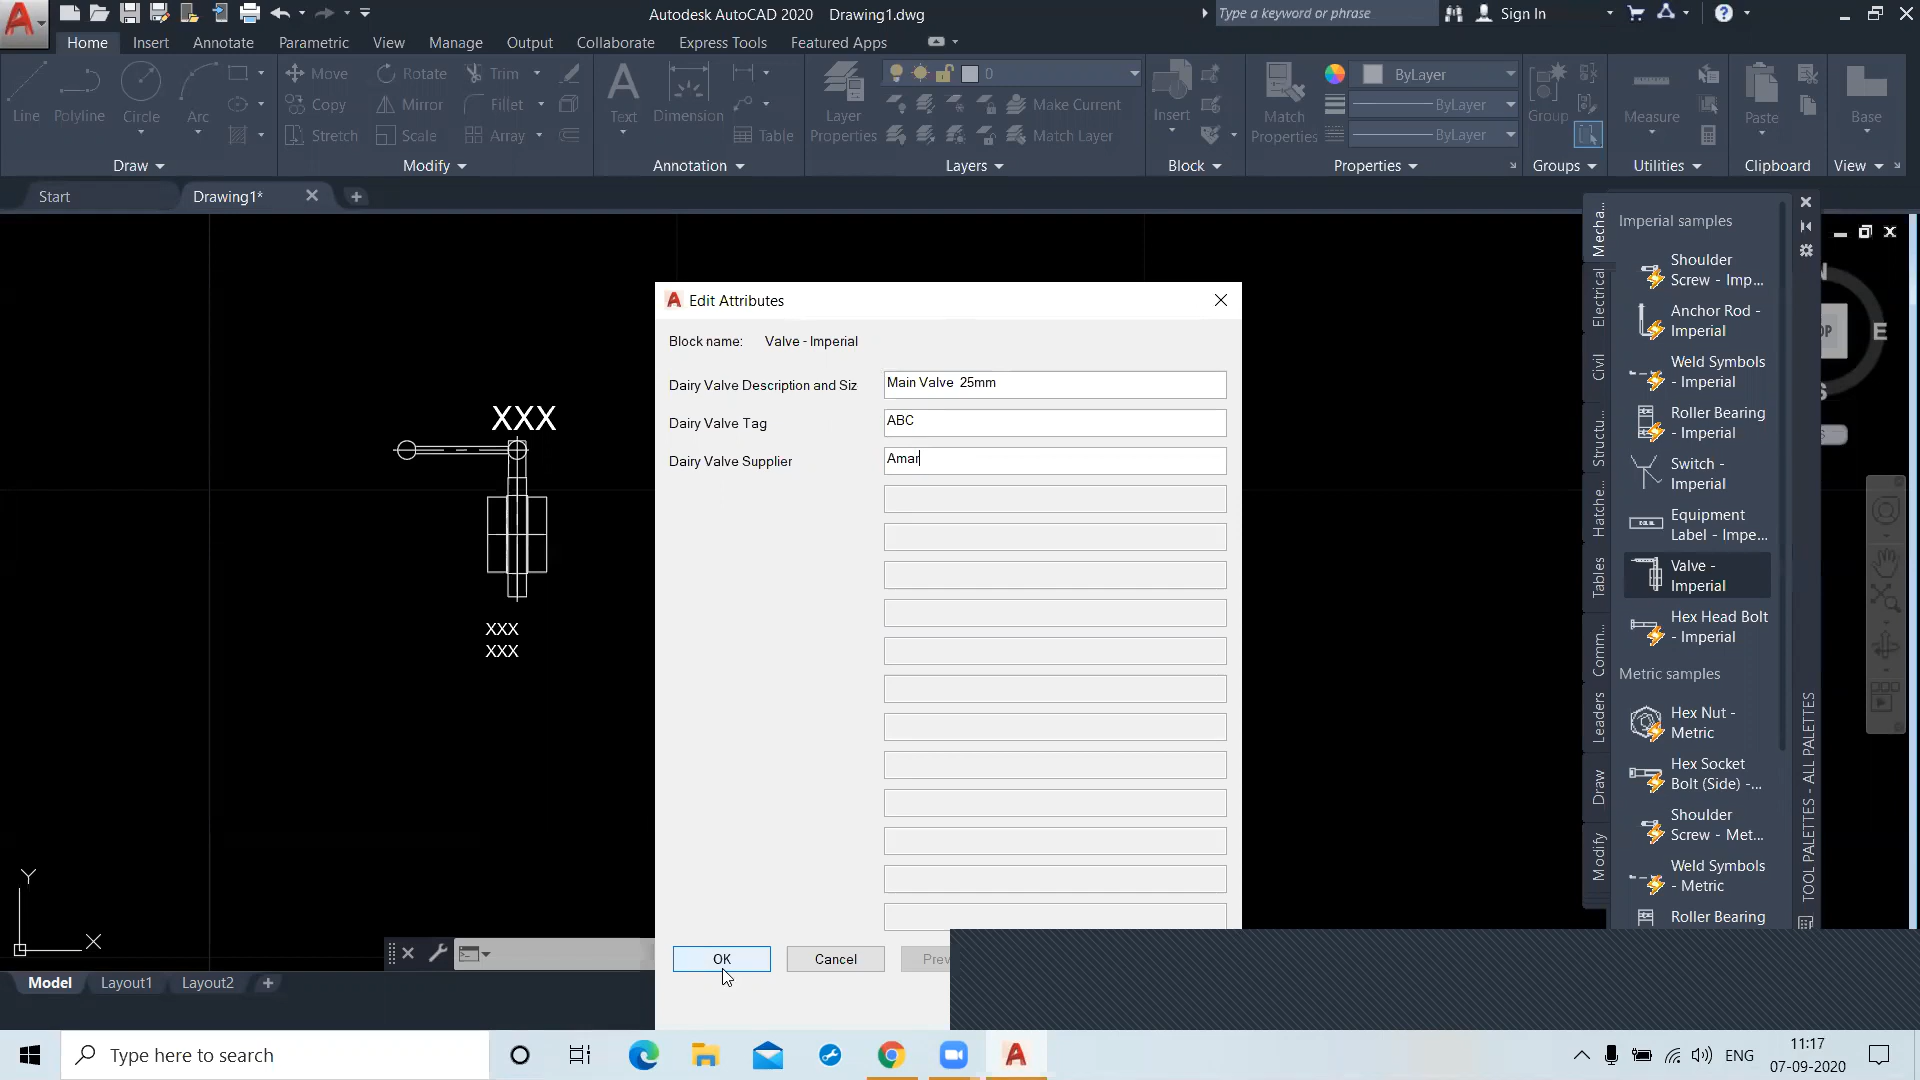 Autodesk AutoCAD 2020 Drawing1.dwg
Type a keyword or phrase
Sign In
Home Insert Annotate Parametric View Manage Output Collaborate Express Tools Featured Apps
Line Polyline Circle Arc
Move Rotate Trim
Copy Mirror Fillet
Stretch Scale Array
Text Dimension Table
Layer Properties
0
Make Current
Match Layer
Insert
Match Properties
ByLayer
ByLayer
ByLayer
Group Measure Paste Base
Draw Modify Annotation Layers Block Properties Groups Utilities Clipboard View
Start Drawing1*
Edit Attributes
Block name: Valve - Imperial
Dairy Valve Description and Siz Main Valve 25mm
Dairy Valve Tag ABC
Dairy Valve Supplier Amar
OK Cancel Prev
XXX
XXX
XXX
Y
X
Mecha...
Electrical
Civil
Structu...
Hatche...
Tables
Comm...
Leaders
Draw
Modify
Imperial samples
Shoulder
Screw - Imp...
Anchor Rod -
Imperial
Weld Symbols
- Imperial
Roller Bearing
- Imperial
Switch -
Imperial
Equipment
Label - Impe...
Valve -
Imperial
Hex Head Bolt
- Imperial
Metric samples
Hex Nut -
Metric
Hex Socket
Bolt (Side) -...
Shoulder
Screw - Met...
Weld Symbols
- Metric
Roller Bearing
TOOL PALETTES - ALL PALETTES
OP
E
S
Model Layout1 Layout2
Type here to search
ENG
11:17
07-09-2020